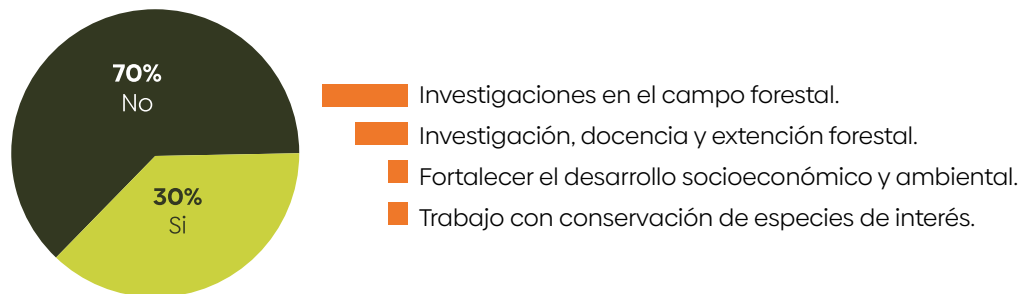 70%
No
30%
Si
Investigaciones en el campo forestal.
Investigación, docencia y extención forestal.
Fortalecer el desarrollo socioeconómico y ambiental.
Trabajo con conservación de especies de interés.